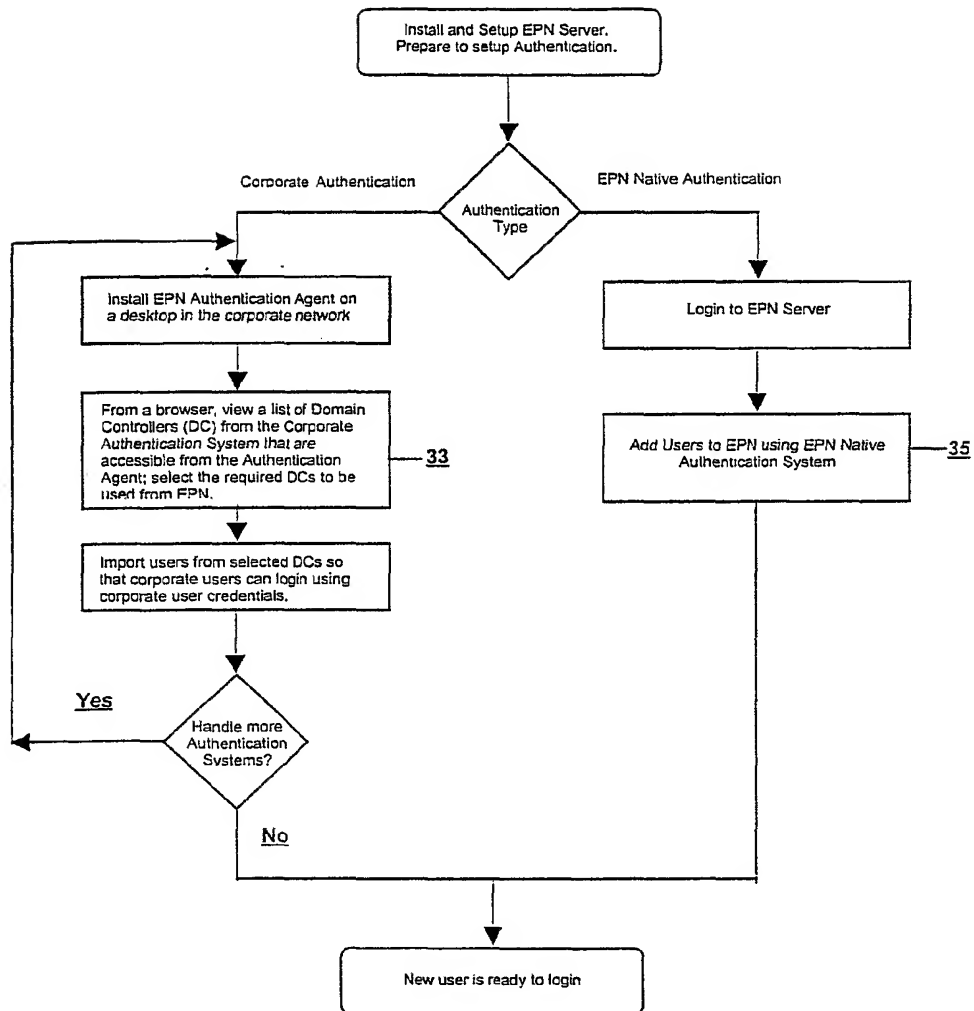 Install and Setup EPN Server.
Prepare to setup Authentication.
Corporate Authentication
EPN Native Authentication
Authentication
Type
Install EPN Authentication Agent on
a desktop in the corporate network
Login to EPN Server
From a browser, view a list of Domain
Controllers (DC) from the Corporate
Authentication System that are
accessible from the Authentication
Agent; select the required DCs to be
used from EPN.
33
Add Users to EPN using EPN Native
Authentication System
35
Import users from selected DCs so
that corporate users can login using
corporate user credentials.
Yes
Handle more
Authentication
Systems?
No
New user is ready to login